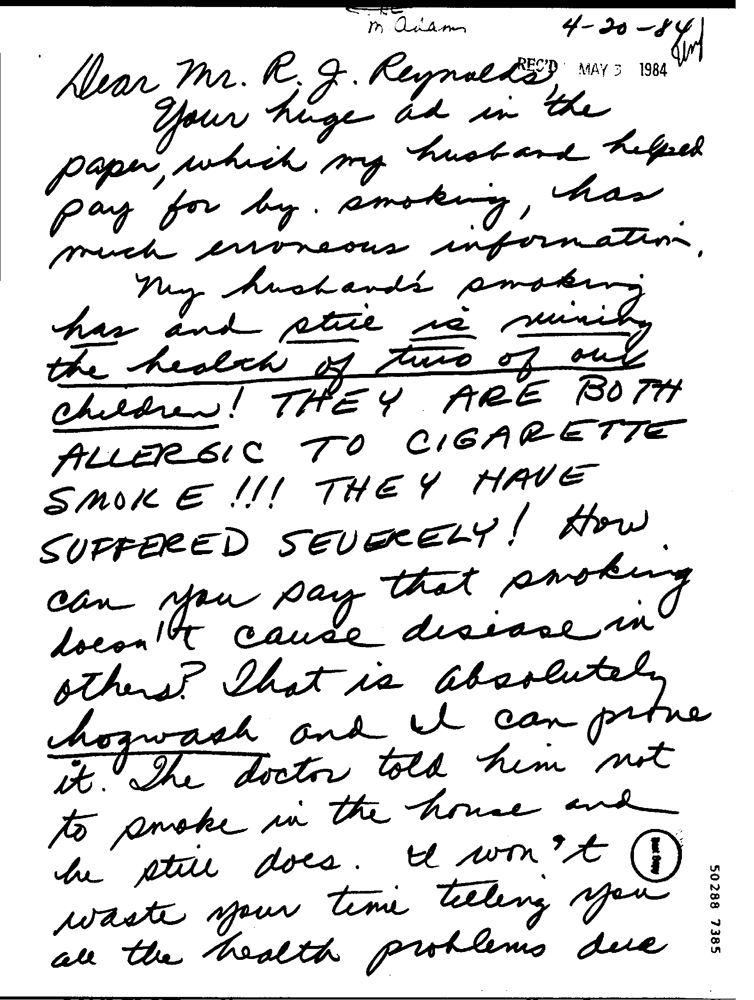 M Adams
4-20-84
REC'D MAY 3 1984
Dear Mr. R. J. Reynolds,
Your huge ad in the
paper, which my husband helped
pay for by. smoking, has
much erroneous information.
My husband's smoking
has and still is ruining
the health of two of our
children! THEY ARE BOTH
ALLERGIC TO CIGARETTE
SMOKE!!! THEY HAVE
SUFFERED SEVERELY! How
can you say that smoking
doesn't cause disease in
others? That is absolutely
hogwash and I can prove
it. The doctor told him not
to smoke in the house and
he still does. I won't
waste your time telling you
all the health problems due
50288 7385